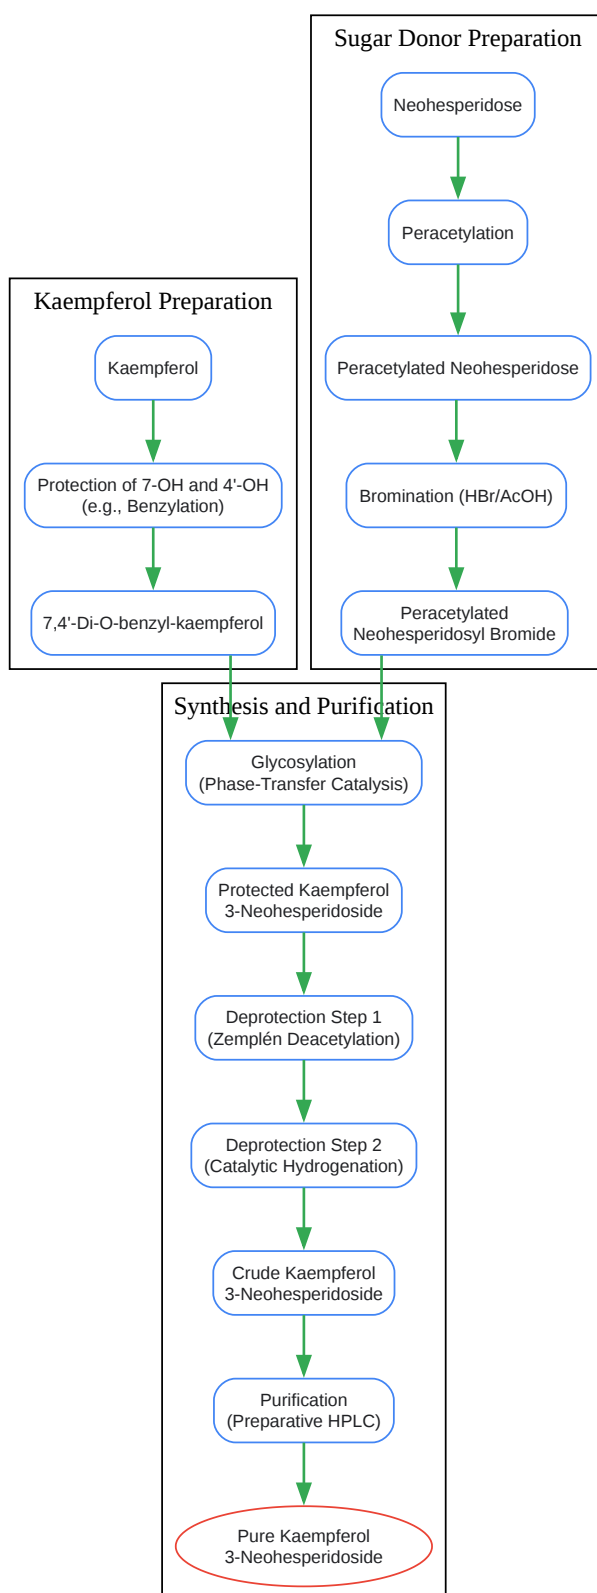 Sugar Donor Preparation
Neohesperidose
Peracetylation
Peracetylated Neohesperidose
Bromination (HBr/AcOH)
Peracetylated
Neohesperidosyl Bromide
Kaempferol Preparation
Kaempferol
Protection of 7-OH and 4'-OH
(e.g., Benzylation)
7,4'-Di-O-benzyl-kaempferol
Synthesis and Purification
Glycosylation
(Phase-Transfer Catalysis)
Protected Kaempferol
3-Neohesperidoside
Deprotection Step 1
(Zemplén Deacetylation)
Deprotection Step 2
(Catalytic Hydrogenation)
Crude Kaempferol
3-Neohesperidoside
Purification
(Preparative HPLC)
Pure Kaempferol
3-Neohesperidoside